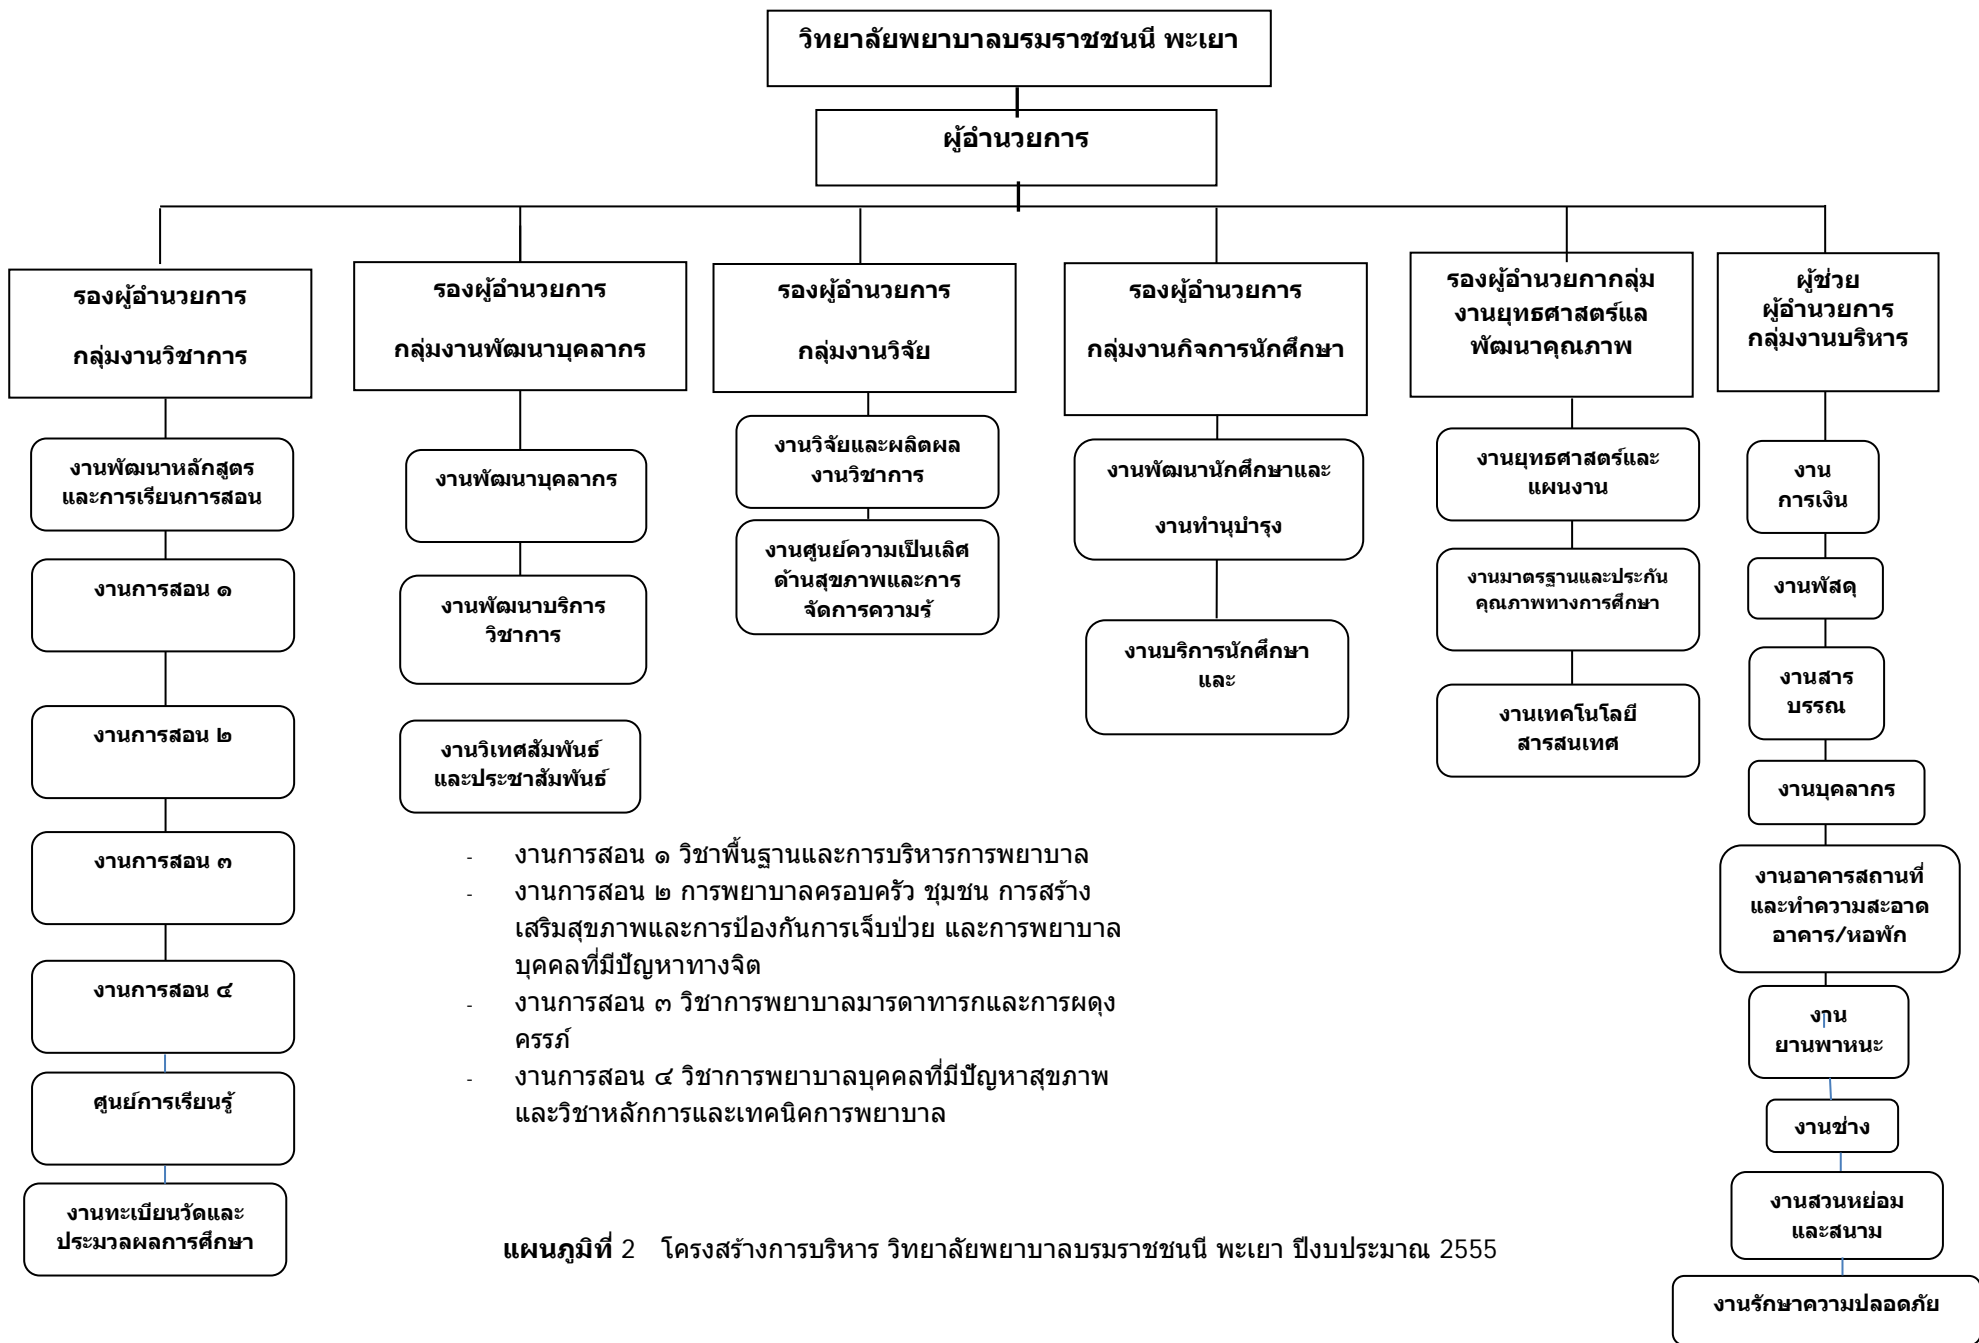 วิทยาลัยพยาบาลบรมราชชนนี พะเยา
ผู้อำนวยการ
รองผู้อำนวยการ
กลุ่มงานวิชาการ
งานพัฒนาหลักสูตร
และการเรียนการสอน
งานการสอน ๑
งานการสอน ๒
งานการสอน ๓
งานการสอน ๔
ศูนย์การเรียนรู้
งานทะเบียนวัดและ
ประมวลผลการศึกษา
รองผู้อำนวยการ
กลุ่มงานพัฒนาบุคลากร
งานพัฒนาบุคลากร
งานพัฒนาบริการ
วิชาการ
งานวิเทศสัมพันธ์
และประชาสัมพันธ์
รองผู้อำนวยการ
กลุ่มงานวิจัย
งานวิจัยและผลิตผล
งานวิชาการ
งานศูนย์ความเป็นเลิศ
ด้านสุขภาพและการ
จัดการความรั
รองผู้อำนวยการ
กลุ่มงานกิจการนักศึกษา
งานพัฒนานักศึกษาและ
งานทำนุบำรุง
งานบริการนักศึกษา
และ
รองผู้อำนวยกากลุ่ม
งานยุทธศาสตร์แล
พัฒนาคุณภาพ
งานยุทธศาสตร์และ
แผนงาน
งานมาตรฐานและประกัน
คุณภาพทางการศึกษา
งานเทคโนโลยี
สารสนเทศ
ผู้ช่วย
ผู้อำนวยการ
กลุ่มงานบริหาร
งาน
การเงิน
งานพัสดุ
งานสาร
บรรณ
งานบุคลากร
งานอาคารสถานที่
และทำความสะอาด
อาคาร/หอพัก
งาน
ยานพาหนะ
งานช่าง
งานสวนหย่อม
และสนาม
งานรักษาความปลอดภัย
- งานการสอน ๑ วิชาพื้นฐานและการบริหารการพยาบาล
- งานการสอน ๒ การพยาบาลครอบครัว ชุมชน การสร้าง
เสริมสุขภาพและการป้องกันการเจ็บป่วย และการพยาบาล
บุคคลที่มีปัญหาทางจิต
- งานการสอน ๓ วิชาการพยาบาลมารดาทารกและการผดุง
ครรภ์
- งานการสอน ๔ วิชาการพยาบาลบุคคลที่มีปัญหาสุขภาพ
และวิชาหลักการและเทคนิคการพยาบาล
แผนภูมิที่ 2 โครงสร้างการบริหาร วิทยาลัยพยาบาลบรมราชชนนี พะเยา ปีงบประมาณ 2555